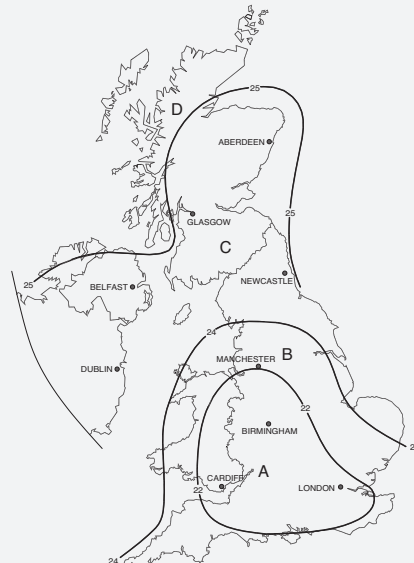 25
D
ABERDEEN
25
GLASGOW
C
NEWCASTLE
25
BELFAST
24
MANCHESTER
B
DUBLIN
22
BIRMINGHAM
A
CARDIFF
22
LONDON
24